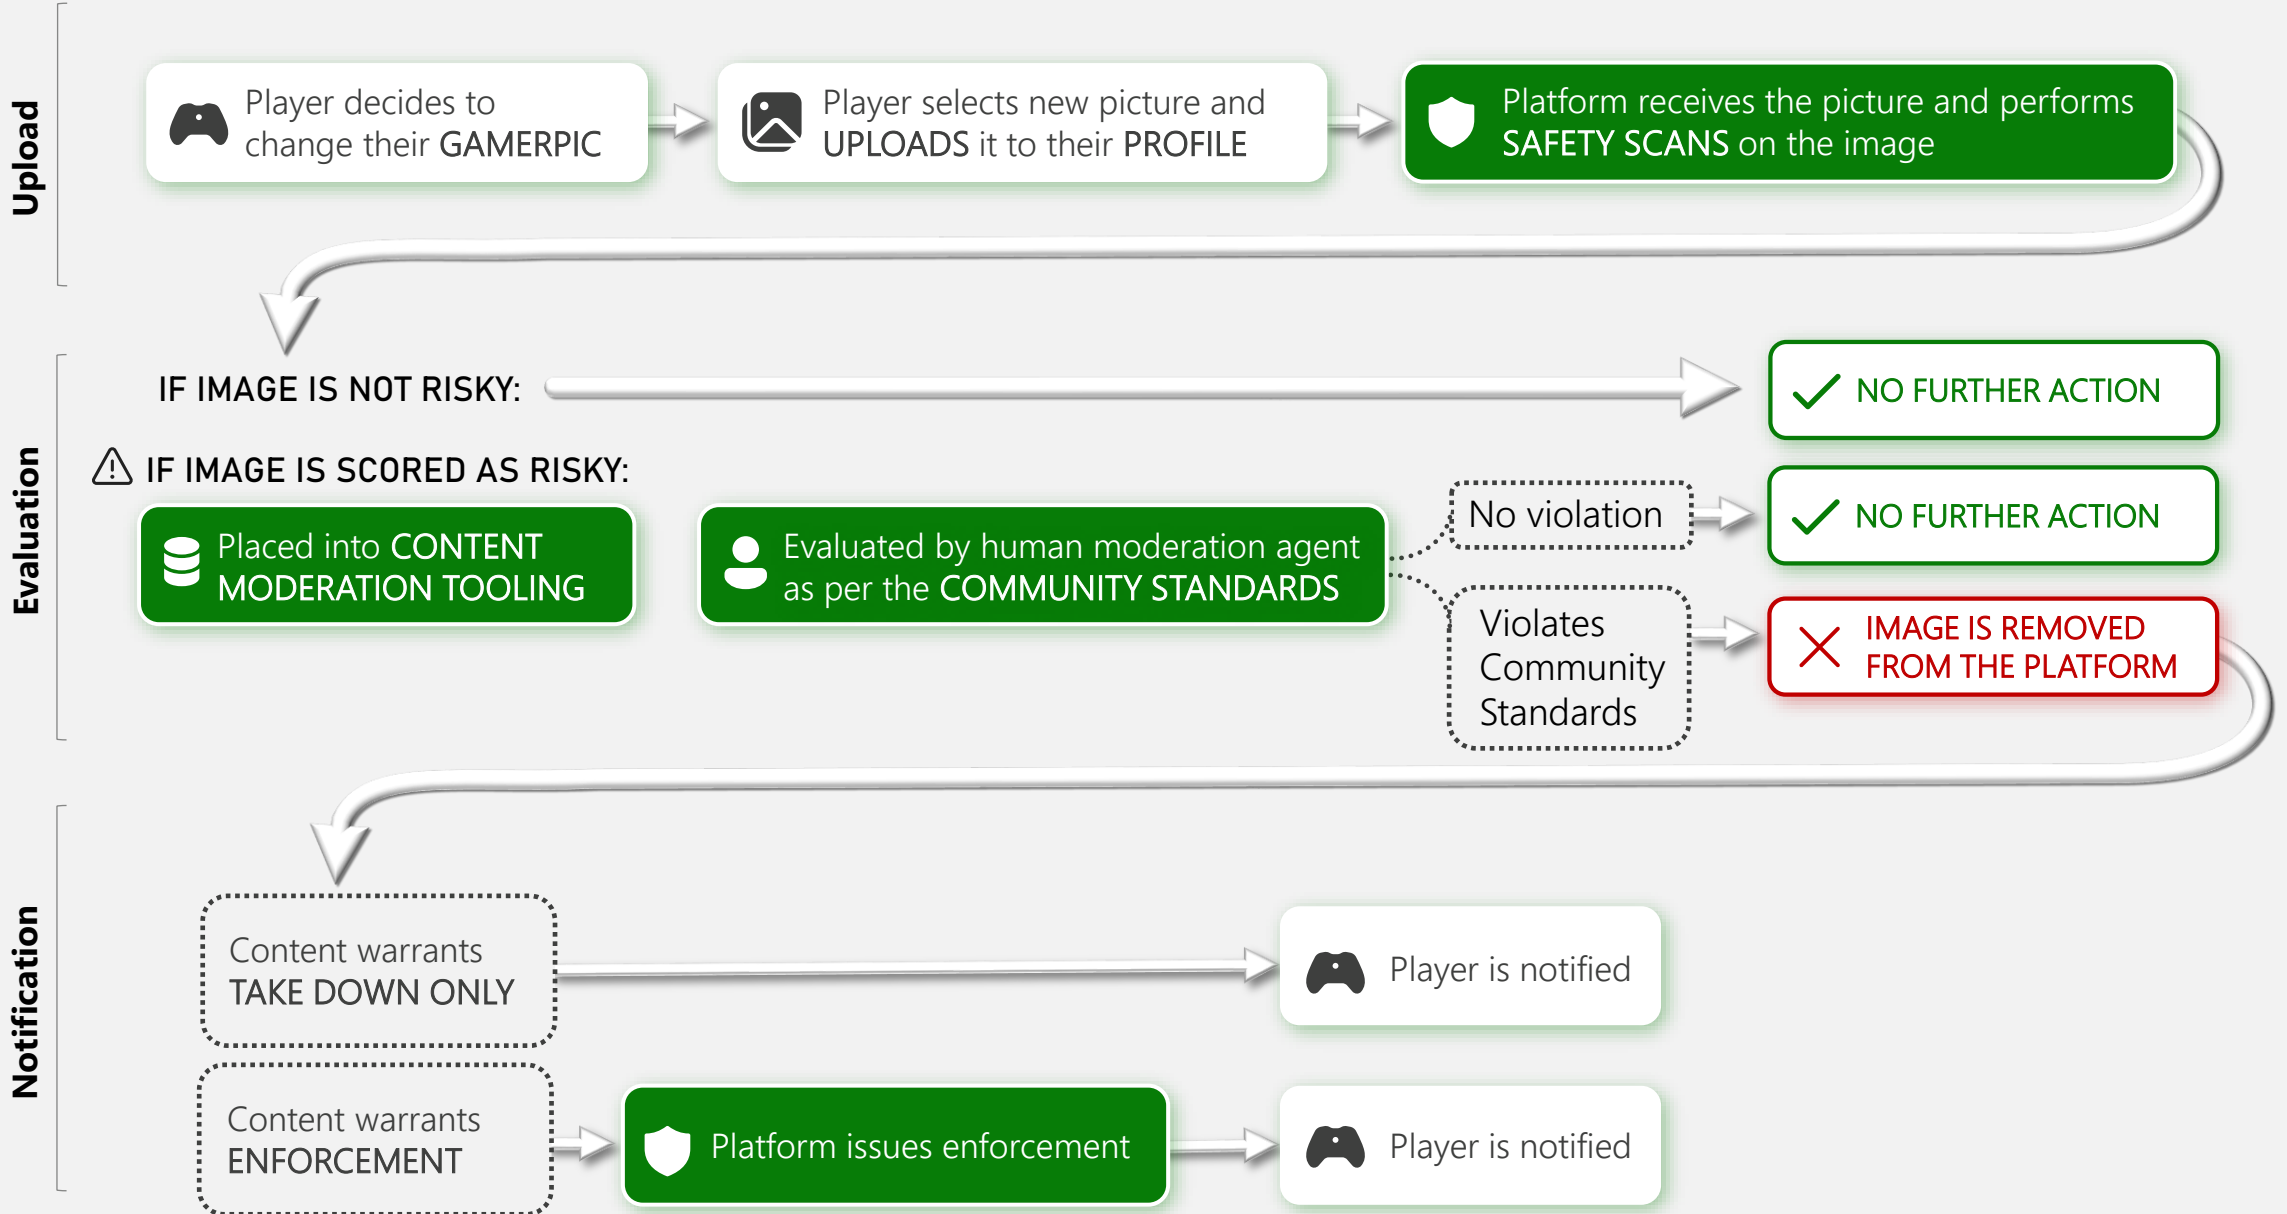 Upload
Player decides to
change their GAMERPIC
Player selects new picture and
UPLOADS it to their PROFILE
Platform receives the picture and performs
SAFETY SCANS on the image
Evaluation
IF IMAGE IS NOT RISKY:
NO FURTHER ACTION
IF IMAGE IS SCORED AS RISKY:
Placed into CONTENT
MODERATION TOOLING
Evaluated by human moderation agent
as per the COMMUNITY STANDARDS
No violation
NO FURTHER ACTION
Violates
Community
Standards
IMAGE IS REMOVED
FROM THE PLATFORM
Notification
Content warrants
TAKE DOWN ONLY
Player is notified
Content warrants
ENFORCEMENT
Platform issues enforcement
Player is notified